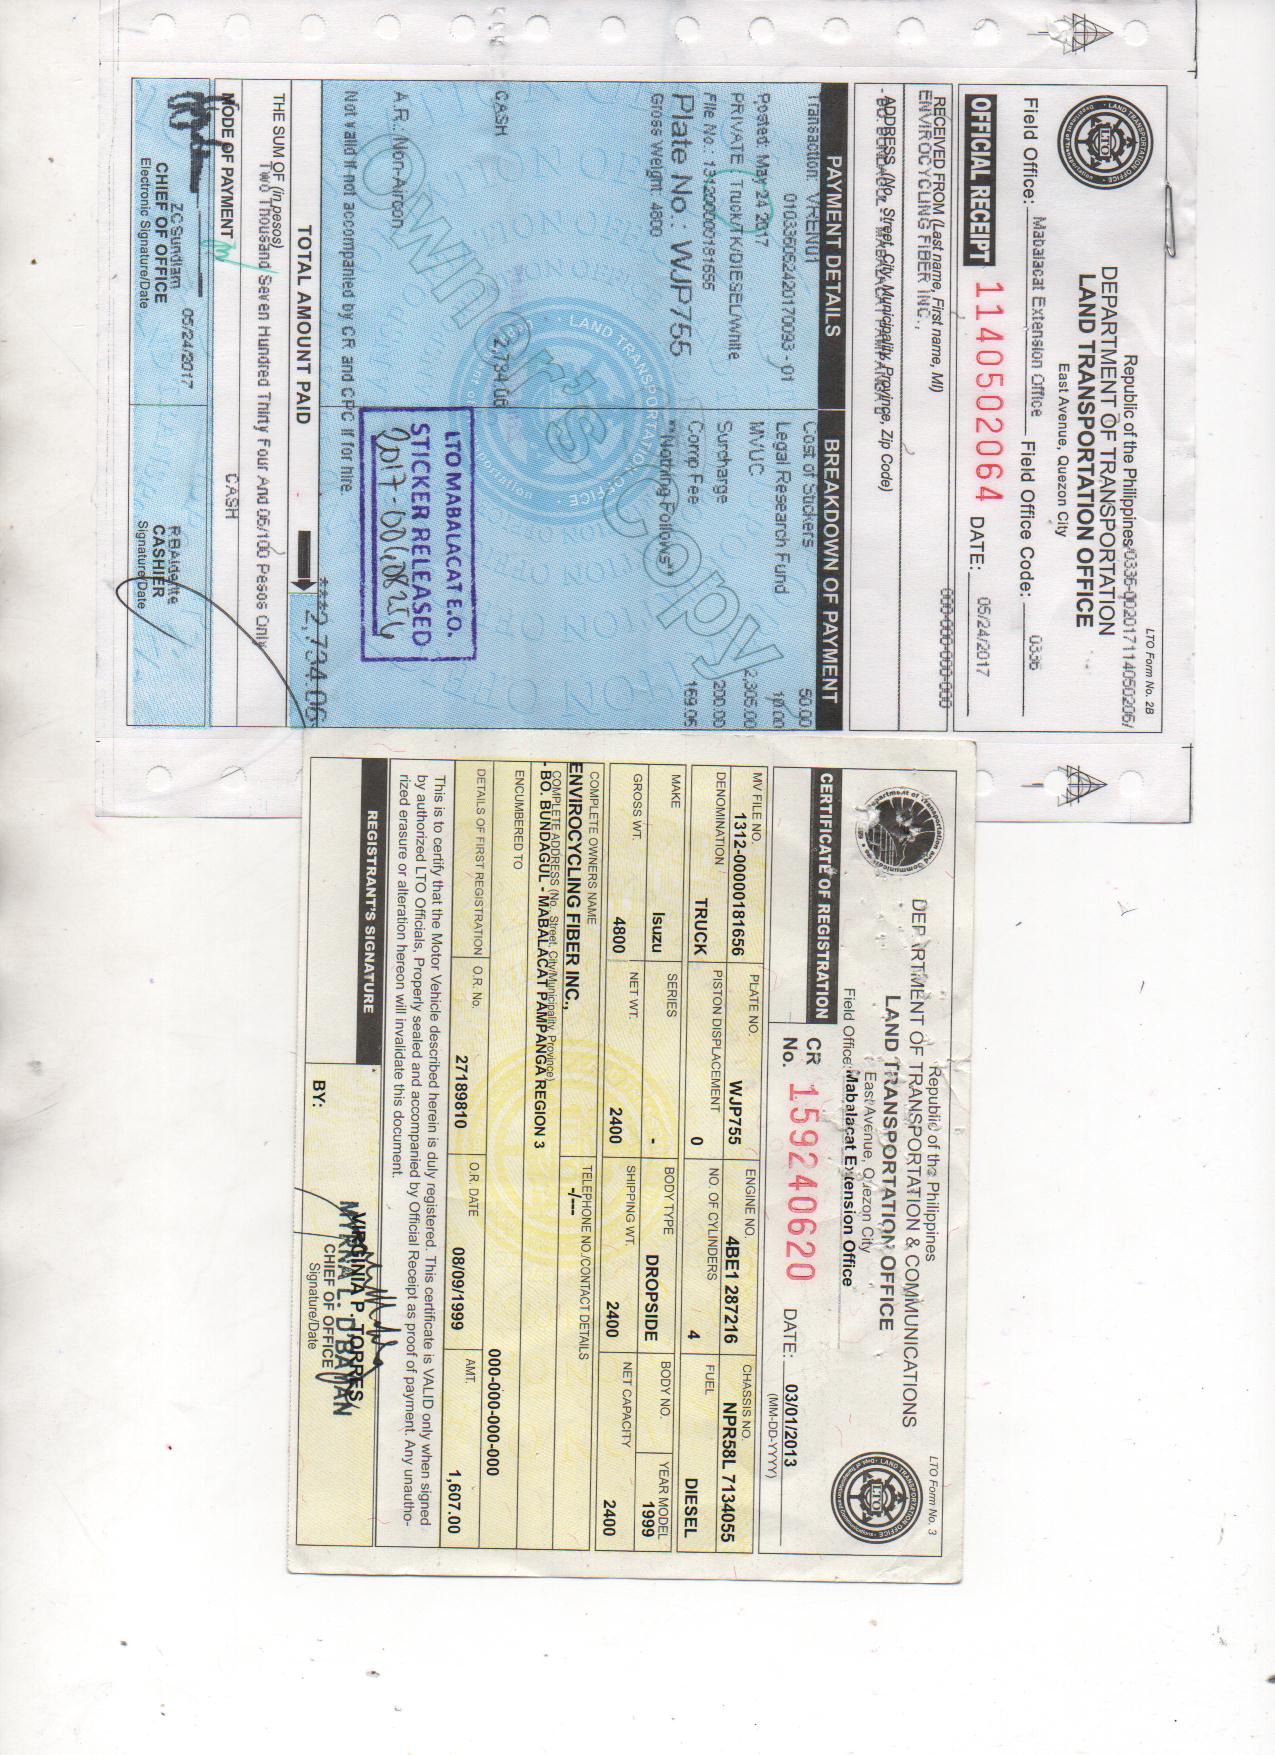 LTO Form No. 2B
Republic of the Philippines/0336-002017114050206/
DEPARTMENT OF TRANSPORTATION
LAND TRANSPORTATION OFFICE
East Avenue, Quezon City
Field Office: Mabalacat Extension Office Field Office Code: 0336
OFFICIAL RECEIPT 1140502064 DATE: 05/24/2017
000-000-000-000
RECEIVED FROM (Last name, First name, MI)
ENVIROCYCLING FIBER INC.,
ADDRESS (No., Street, City, Municipality, Province, Zip Code)
- BO. BUNDAGUL - MABALACAT PAMPANGA
PAYMENT DETAILS BREAKDOWN OF PAYMENT
Transaction: VREN01 Cost of Stickers 50.00
010336052420170093 - 01 Legal Research Fund 10.00
Posted: May 24 2017 MVUC 2,305.00
PRIVATE : Truck/TK/DIESEL/White Surcharge 200.00
File No.: 131200000181656 Comp Fee 169.06
Plate No.: WJP755 **Nothing Follows**
Gross Weight: 4800
Owner's Copy
CASH 2,734.06
LTO MABALACAT E.O.
STICKER RELEASED
A.R.: Non-Aircon
Not valid if not accompanied by CR and CPC if for hire.
TOTAL AMOUNT PAID ***2,734.06
THE SUM OF (in pesos)
Two Thousand Seven Hundred Thirty Four And 06/100 Pesos Only
MODE OF PAYMENT CASH
05/24/2017
CHIEF OF OFFICE CASHIER
Electronic Signature/Date Signature/Date
LTO Form No. 3
Republic of the Philippines
DEPARTMENT OF TRANSPORTATION & COMMUNICATIONS
LAND TRANSPORTATION OFFICE
East Avenue, Quezon City
Field Office: Mabalacat Extension Office
CERTIFICATE OF REGISTRATION CR No. 159240620 DATE: 03/01/2013
(MM-DD-YYYY)
MV FILE NO. PLATE NO. ENGINE NO. CHASSIS NO.
1312-00000181656 WJP755 4BE1 287216 NPR58L 7134055
DENOMINATION PISTON DISPLACEMENT NO. OF CYLINDERS FUEL
TRUCK 0 4 DIESEL
MAKE SERIES BODY TYPE BODY NO. YEAR MODEL
Isuzu - DROPSIDE 1999
GROSS WT. NET WT. SHIPPING WT. NET CAPACITY
4800 2400 2400 2400
COMPLETE OWNERS NAME TELEPHONE NO./CONTACT DETAILS
ENVIROCYCLING FIBER INC., -/---
COMPLETE ADDRESS (No., Street, City/Municipality, Province)
- BO. BUNDAGUL - MABALACAT PAMPANGA REGION 3
ENCUMBERED TO
000-000-000-000
DETAILS OF FIRST REGISTRATION O.R. No. O.R. DATE AMT.
27189810 08/09/1999 1,607.00
This is to certify that the Motor Vehicle described herein is duly registered. This certificate is VALID only when signed
by authorized LTO Officials, Properly sealed and accompanied by Official Receipt as proof of payment. Any unautho-
rized erasure or alteration hereon will invalidate this document.
REGISTRANT'S SIGNATURE
VIRGINIA P. TORRES
MYRNA L.
BY: CHIEF OF OFFICE
Signature/Date